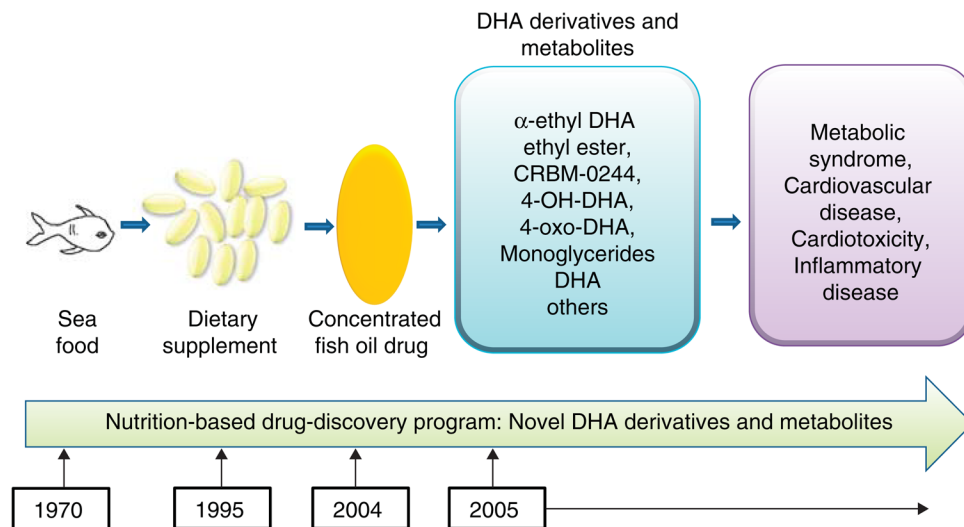 DHA derivatives and
metabolites
α-ethyl DHA
ethyl ester,
CRBM-0244,
4-OH-DHA,
4-oxo-DHA,
Monoglycerides
DHA
others
Metabolic
syndrome,
Cardiovascular
disease,
Cardiotoxicity,
Inflammatory
disease
Sea
food
Dietary
supplement
Concentrated
fish oil drug
Nutrition-based drug-discovery program: Novel DHA derivatives and metabolites
1970
1995
2004
2005